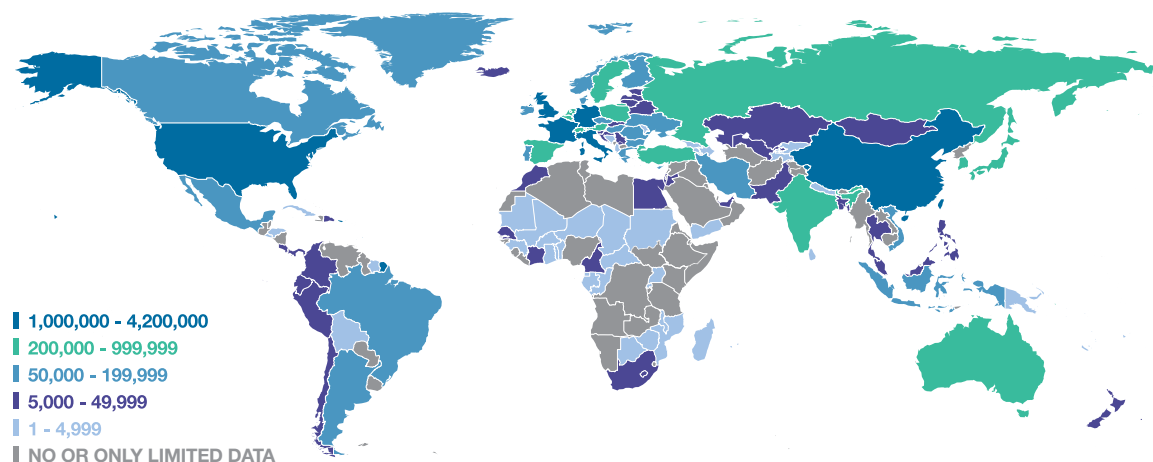 1,000,000 - 4,200,000
200,000 - 999,999
50,000 - 199,999
5,000 - 49,999
1 - 4,999
NO OR ONLY LIMITED DATA